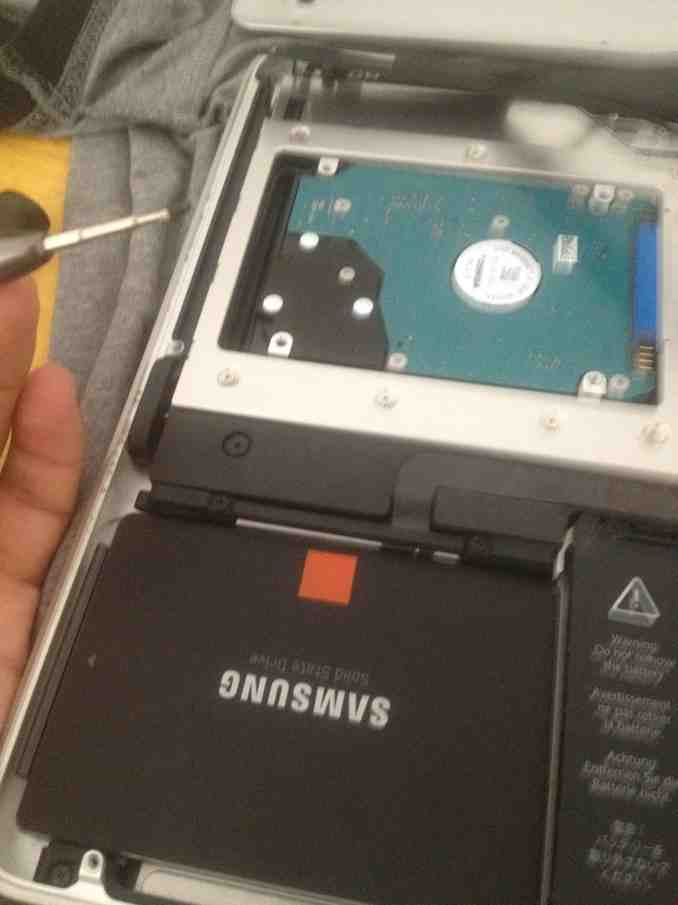 TOSHIBA
SAMSUNG
Solid State Drive
Warning:
Do not remove
the battery.
Avertissement
ne pas retirer
la batterie.
Achtung
Entfernen Sie die
Batterie nicht.
警告:
バッテリーを
取り外さないで
ください